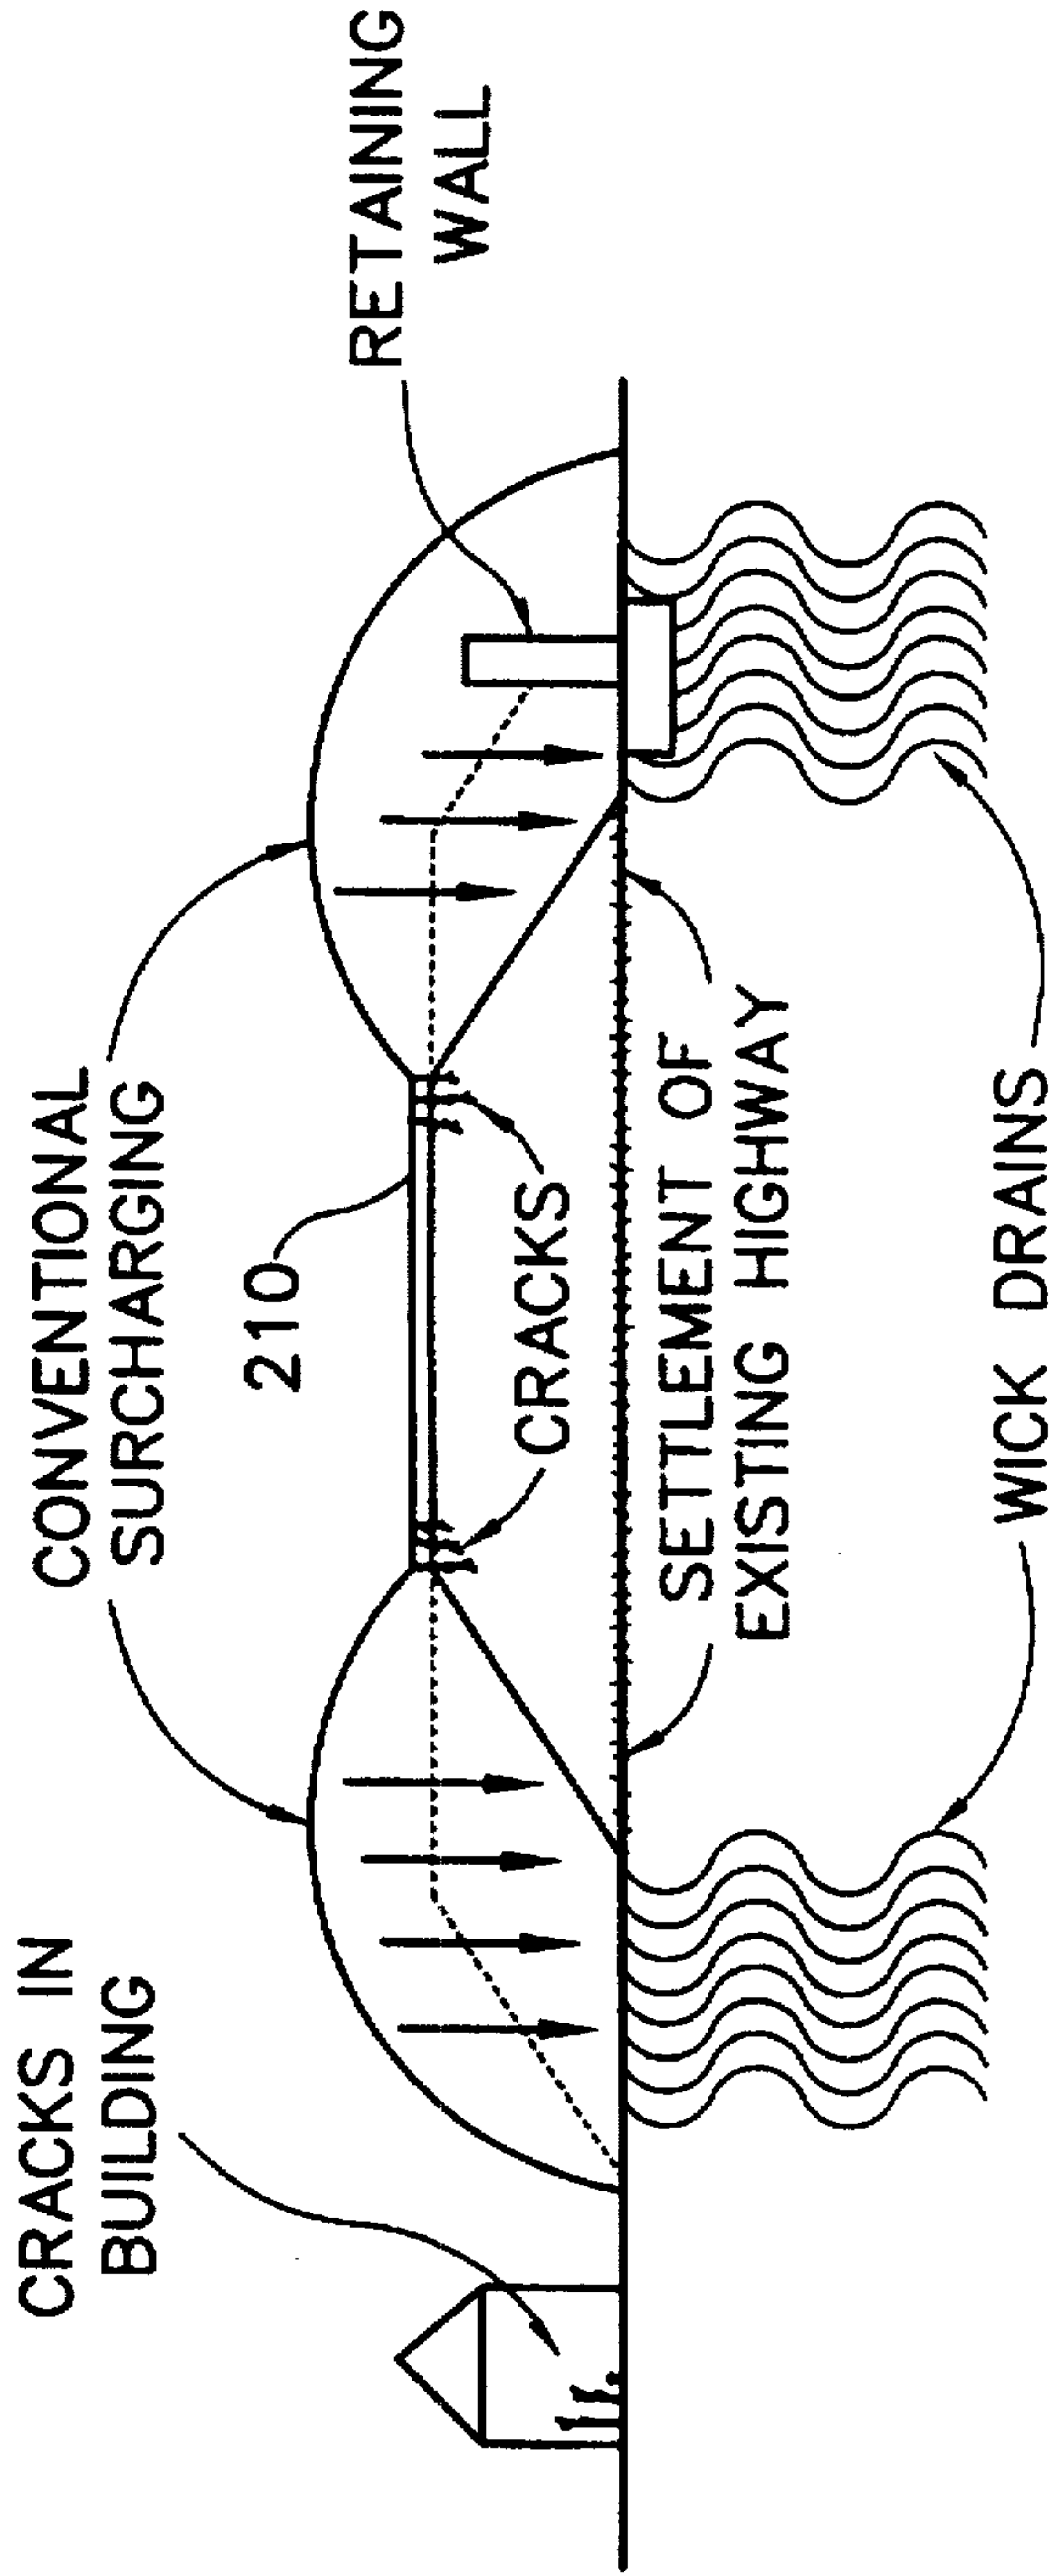 CRACKS IN
BUILDING
CONVENTIONAL
SURCHARGING
210
RETAINING
WALL
CRACKS
SETTLEMENT OF
EXISTING HIGHWAY
WICK DRAINS